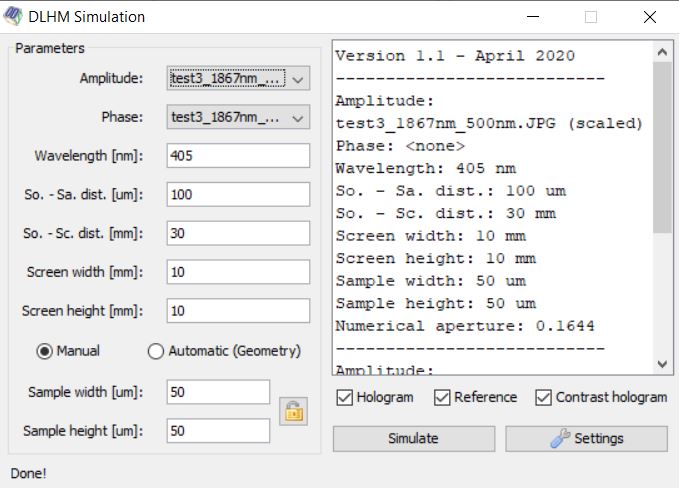 DLHM Simulation
Parameters
Amplitude: test3_1867nm_...
Phase: test3_1867nm_...
Wavelength [nm]: 405
So. - Sa. dist. [um]: 100
So. - Sc. dist. [mm]: 30
Screen width [mm]: 10
Screen height [mm]: 10
Manual Automatic (Geometry)
Sample width [um]: 50
Sample height [um]: 50
Done!
Version 1.1 - April 2020
---------------------------
Amplitude:
test3_1867nm_500nm.JPG (scaled)
Phase: <none>
Wavelength: 405 nm
So. - Sa. dist.: 100 um
So. - Sc. dist.: 30 mm
Screen width: 10 mm
Screen height: 10 mm
Sample width: 50 um
Sample height: 50 um
Numerical aperture: 0.1644
---------------------------
Amplitude:
Hologram Reference Contrast hologram
Simulate Settings